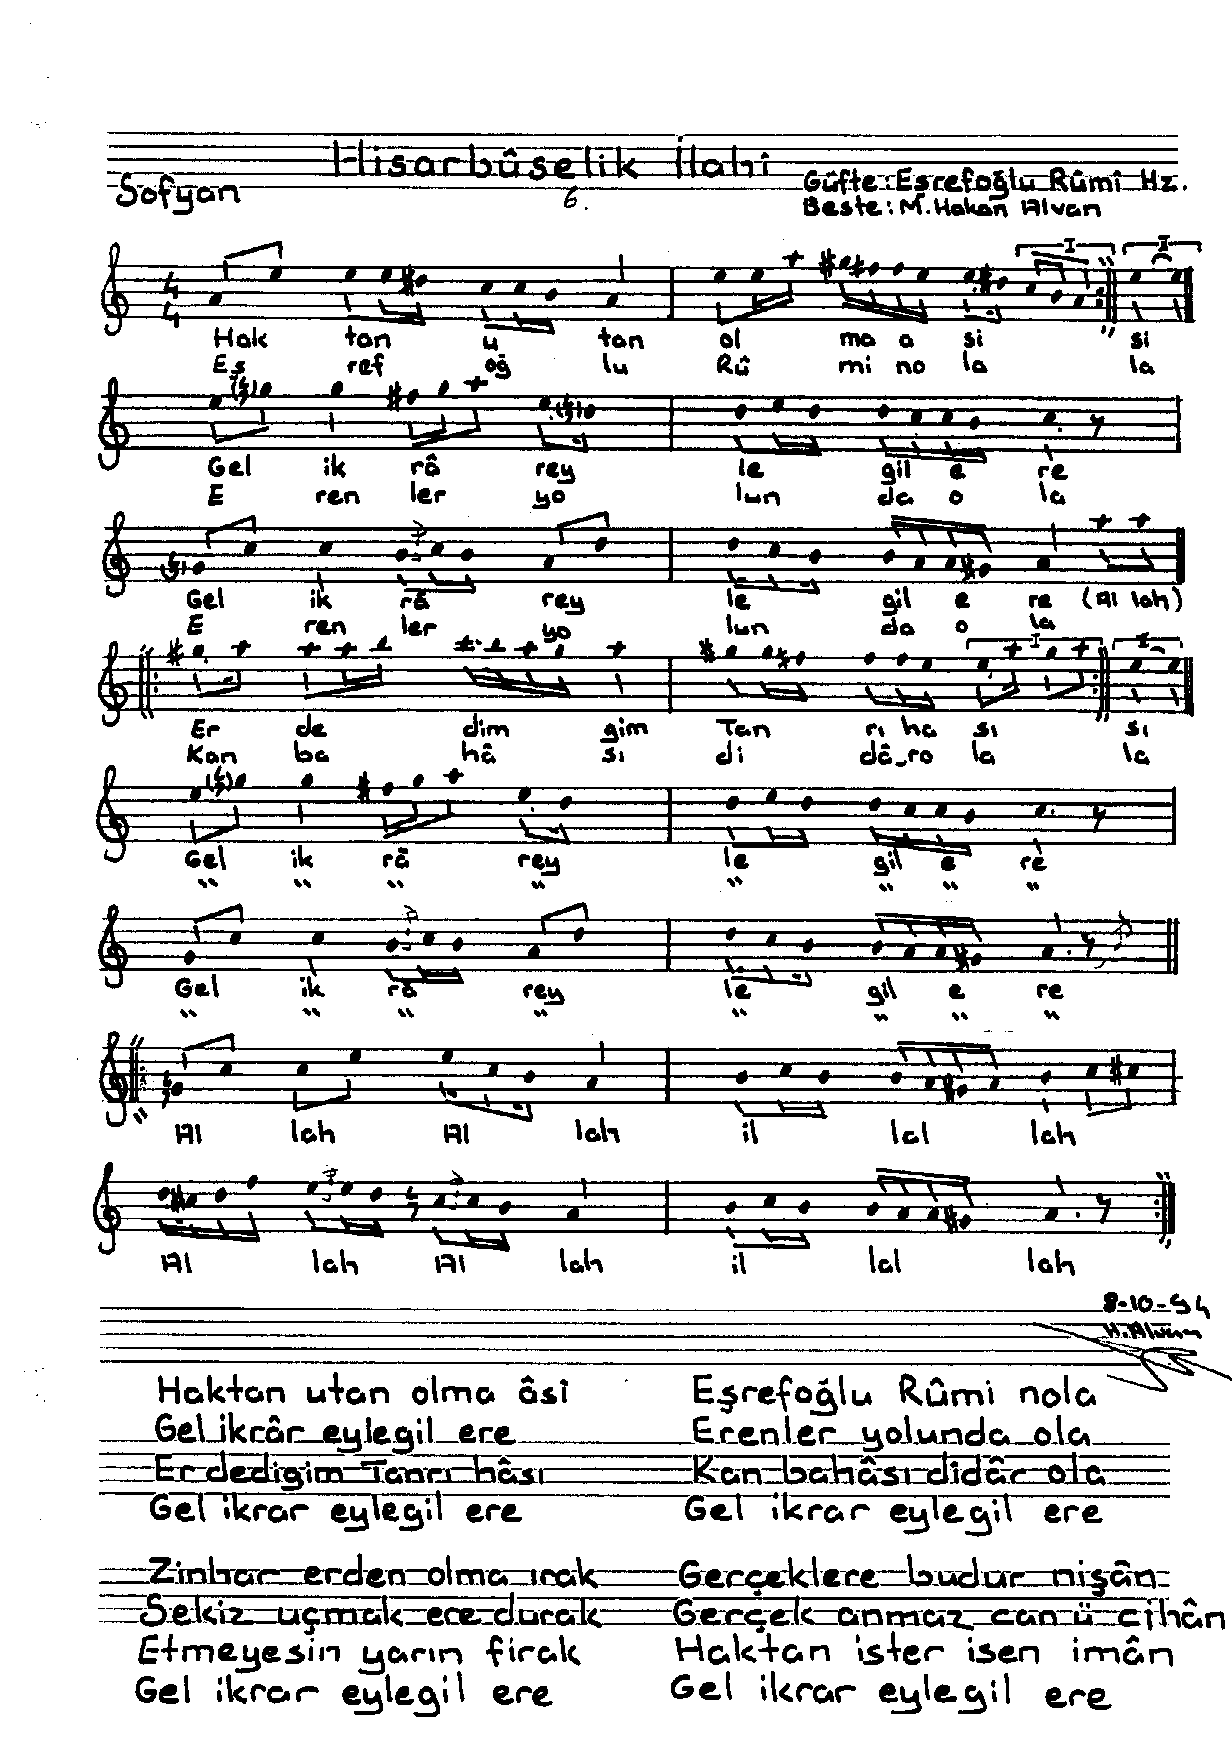 Hisarbûselik İlahî
Sofyan
6.
Güfte: Eşrefoğlu Rûmî Hz.
Beste: M. Hakan Alvan
4
4
I I
Hak tan u tan ol ma a si si
Eş ref oğ lu Rû mi no la la
Gel ik râ rey le gil e re
E ren ler yo lun da o la
Gel ik râ rey le gil e re (Al lah)
E ren ler yo lun da o la
I I
Er de dim gim Tan rı ha sı sı
Kan ba hâ sı di dâ_ro la la
Gel ik râ rey le gil e re
" " " " " " " "
Gel ik râ rey le gil e re
" " " " " " " "
Al lah Al lah il lal lah
Al lah Al lah il lal lah
8-10-94
H. Alvan
Haktan utan olma âsî Eşrefoğlu Rûmi nola
Gel ikrâr eylegil ere Erenler yolunda ola
Er dedigim Tanrı hâsı Kan bahâsı didâr ola
Gel ikrar eylegil ere Gel ikrar eylegil ere
Zinhar erden olma ırak Gerçeklere budur nişân
Sekiz uçmak ere durak Gerçek anmaz can ü cihân
Etmeyesin yarın firak Haktan ister isen imân
Gel ikrar eylegil ere Gel ikrar eylegil ere